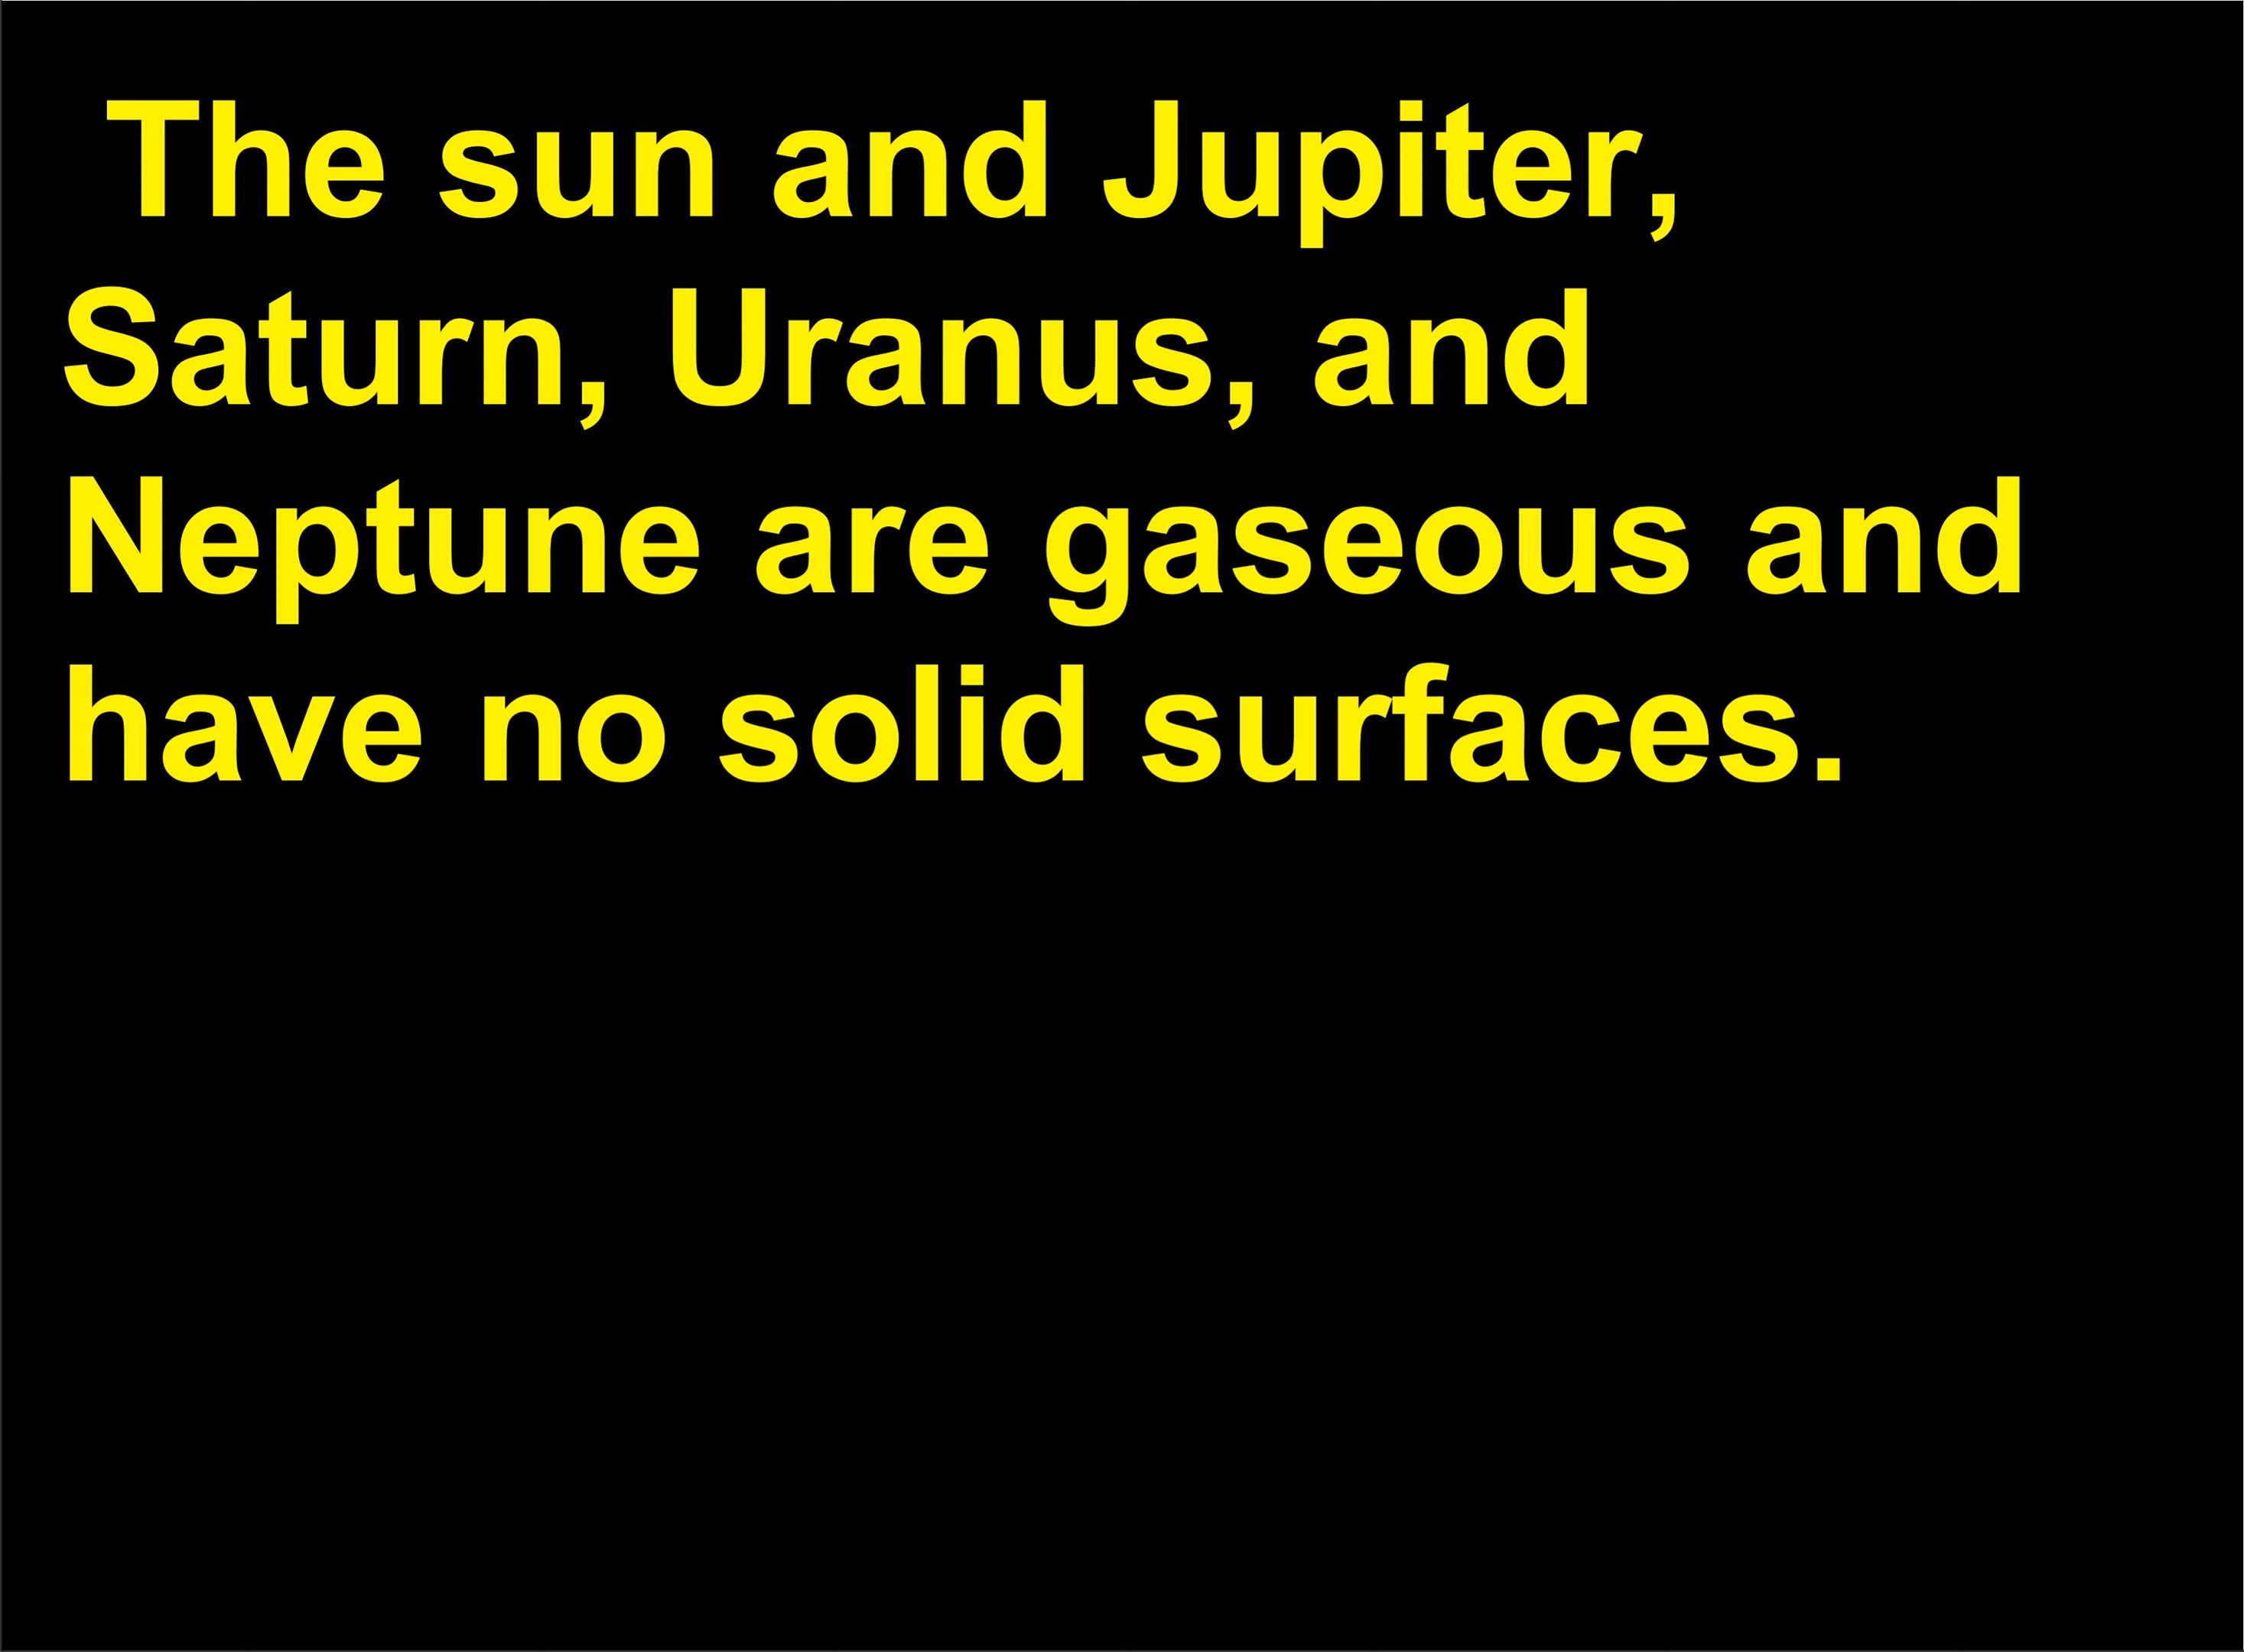 The sun and Jupiter,
Saturn, Uranus, and
Neptune are gaseous and
have no solid surfaces.